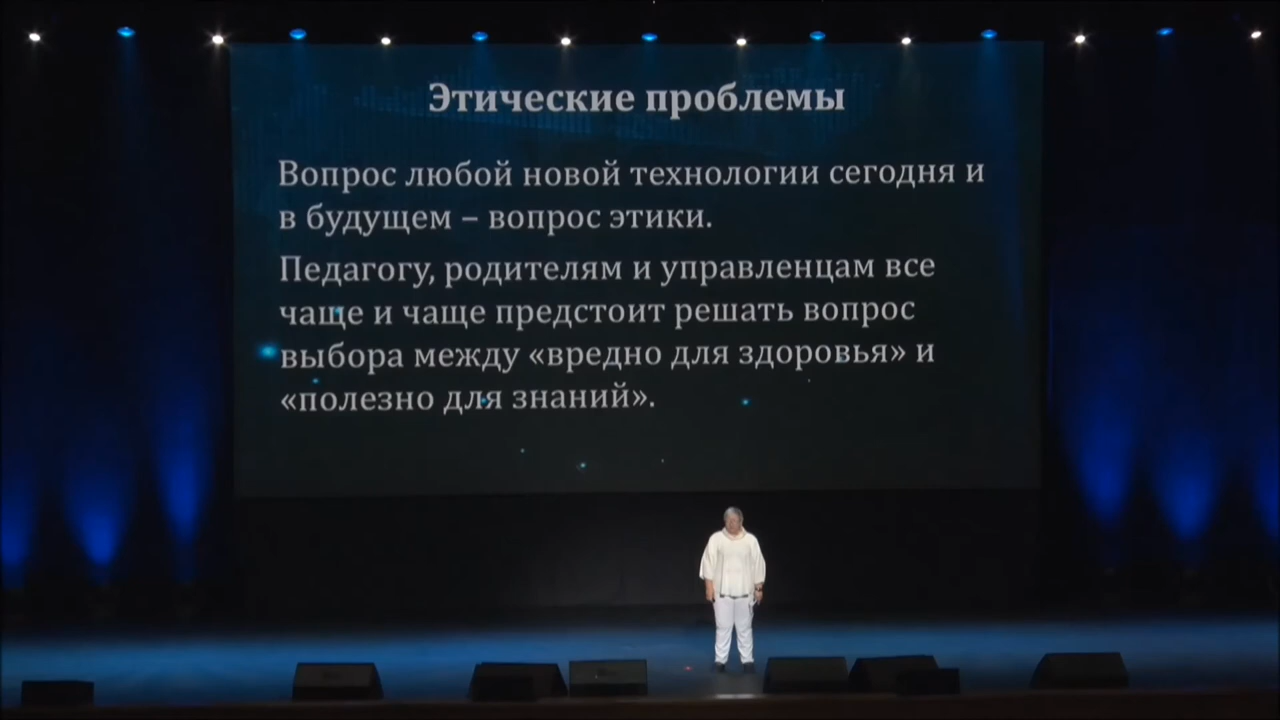 Этические проблемы
Вопрос любой новой технологии сегодня и
в будущем – вопрос этики.
Педагогу, родителям и управленцам все
чаще и чаще предстоит решать вопрос
выбора между «вредно для здоровья» и
«полезно для знаний».